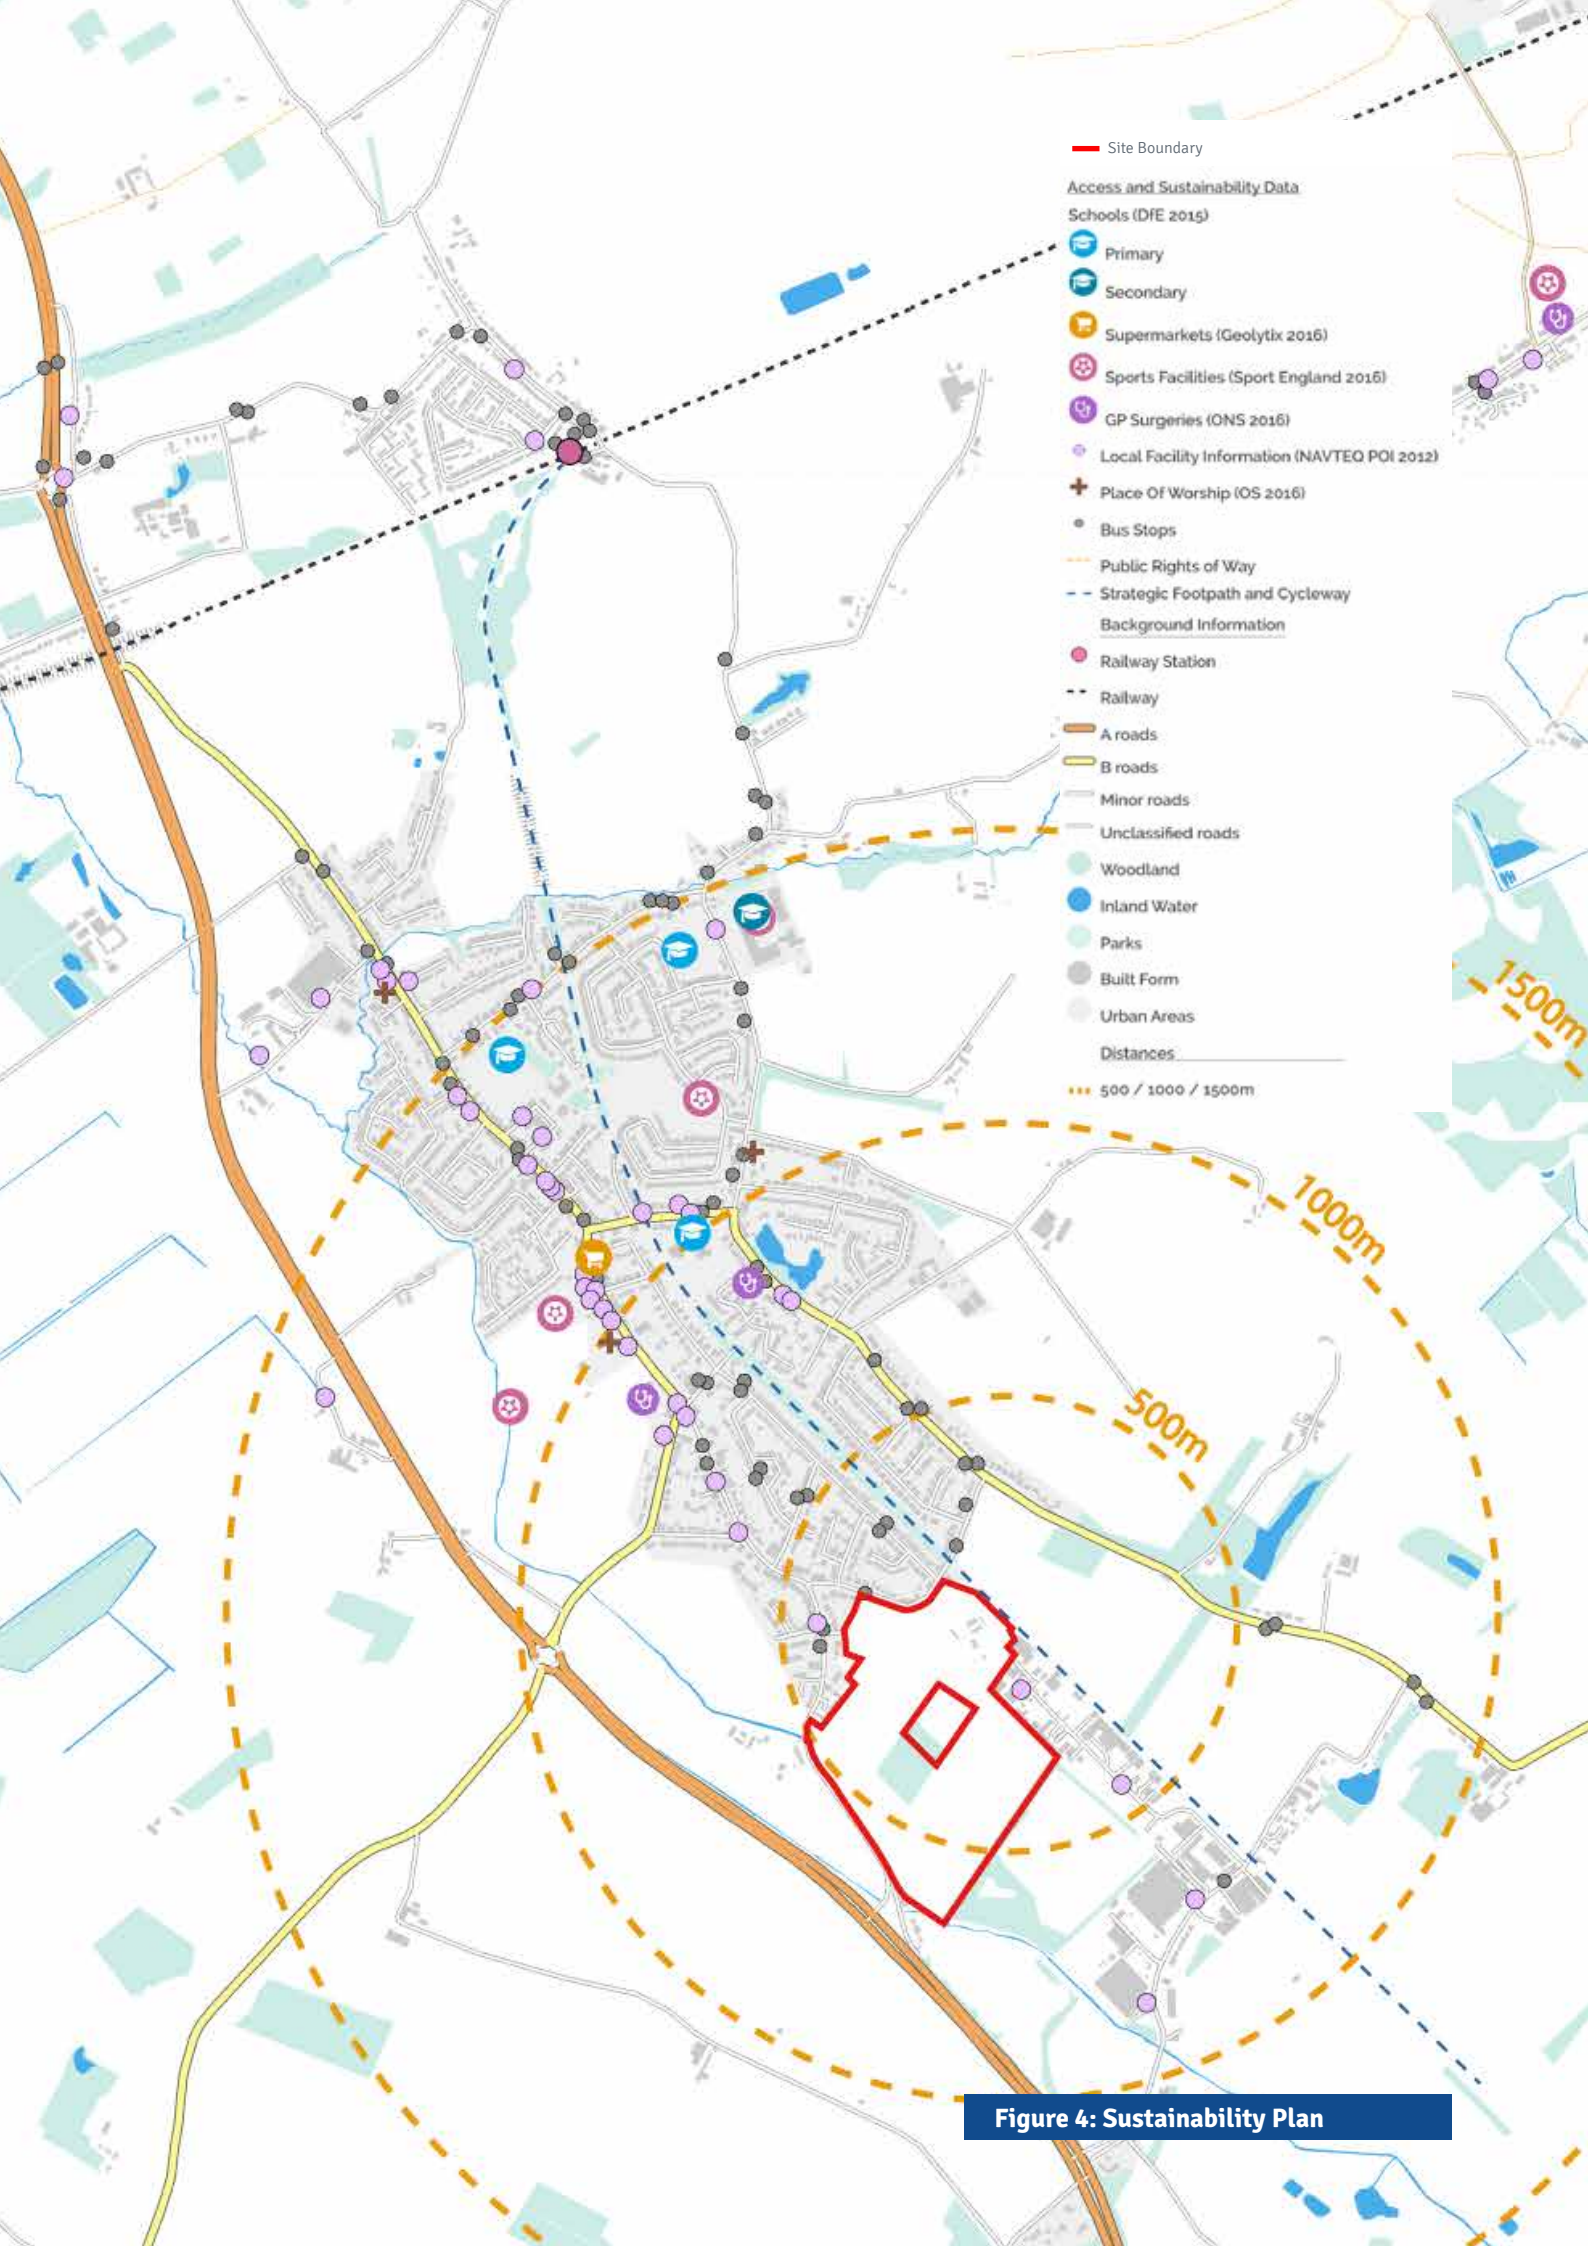 Site Boundary
Access and Sustainability Data
Schools (DfE 2015)
Primary
Secondary
Supermarkets (Geolytix 2016)
Sports Facilities (Sport England 2016)
GP Surgeries (ONS 2016)
Local Facility Information (NAVTEQ POI 2012)
Place Of Worship (OS 2016)
Bus Stops
Public Rights of Way
Strategic Footpath and Cycleway
Background Information
Railway Station
Railway
A roads
B roads
Minor roads
Unclassified roads
Woodland
Inland Water
Parks
Built Form
Urban Areas
Distances
500 / 1000 / 1500m
1500m
1000m
500m
Figure 4: Sustainability Plan